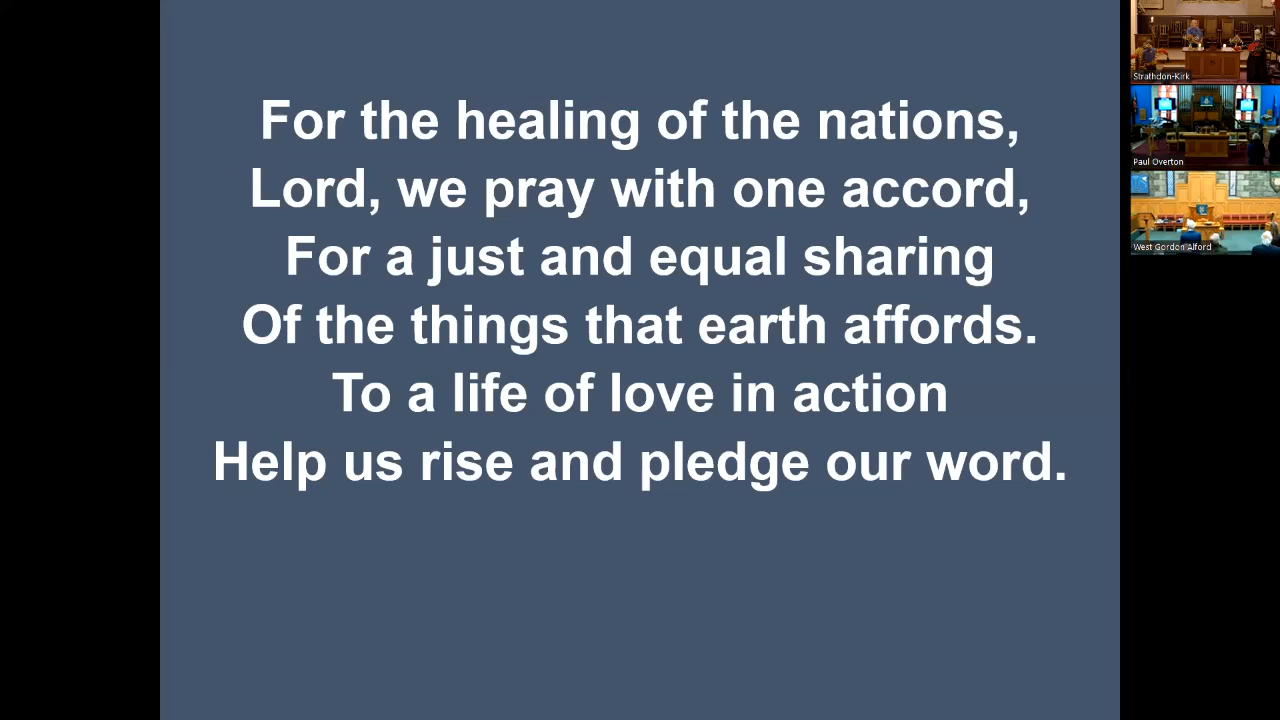 For the healing of the nations,
Lord, we pray with one accord,
For a just and equal sharing
Of the things that earth affords.
To a life of love in action
Help us rise and pledge our word.
Strathdon-Kirk
Paul Overton
West Gordon Alford